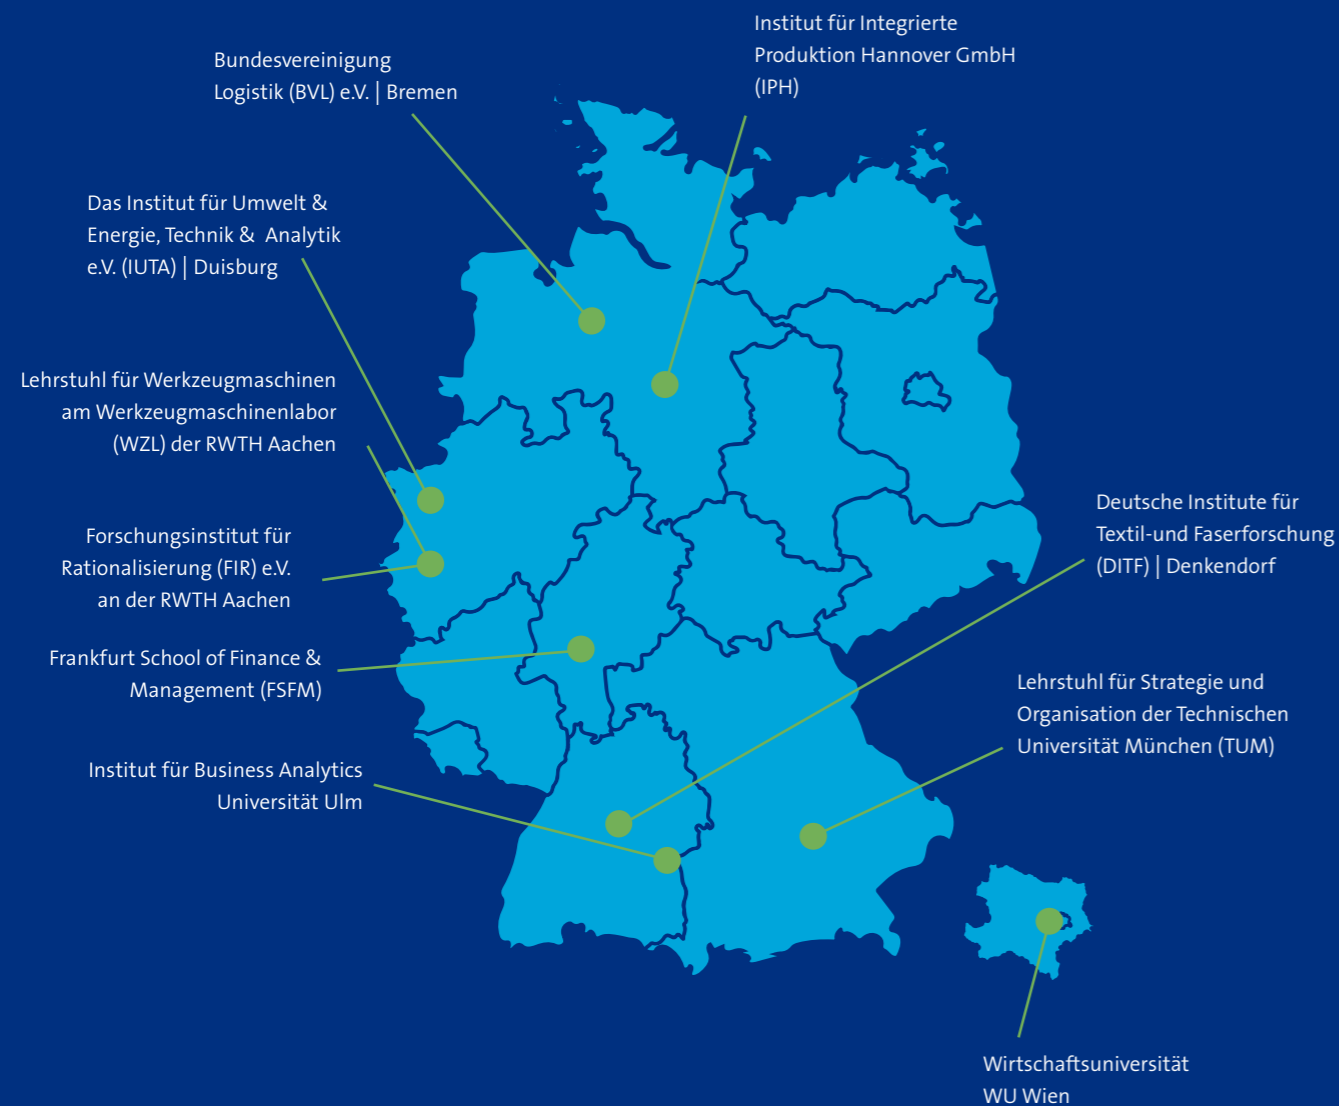 Institut für Integrierte
Produktion Hannover GmbH
(IPH)
Bundesvereinigung
Logistik (BVL) e.V. | Bremen
Das Institut für Umwelt &
Energie, Technik & Analytik
e.V. (IUTA) | Duisburg
Lehrstuhl für Werkzeugmaschinen
am Werkzeugmaschinenlabor
(WZL) der RWTH Aachen
Forschungsinstitut für
Rationalisierung (FIR) e.V.
an der RWTH Aachen
Frankfurt School of Finance &
Management (FSFM)
Institut für Business Analytics
Universität Ulm
Deutsche Institute für
Textil-und Faserforschung
(DITF) | Denkendorf
Lehrstuhl für Strategie und
Organisation der Technischen
Universität München (TUM)
Wirtschaftsuniversität
WU Wien